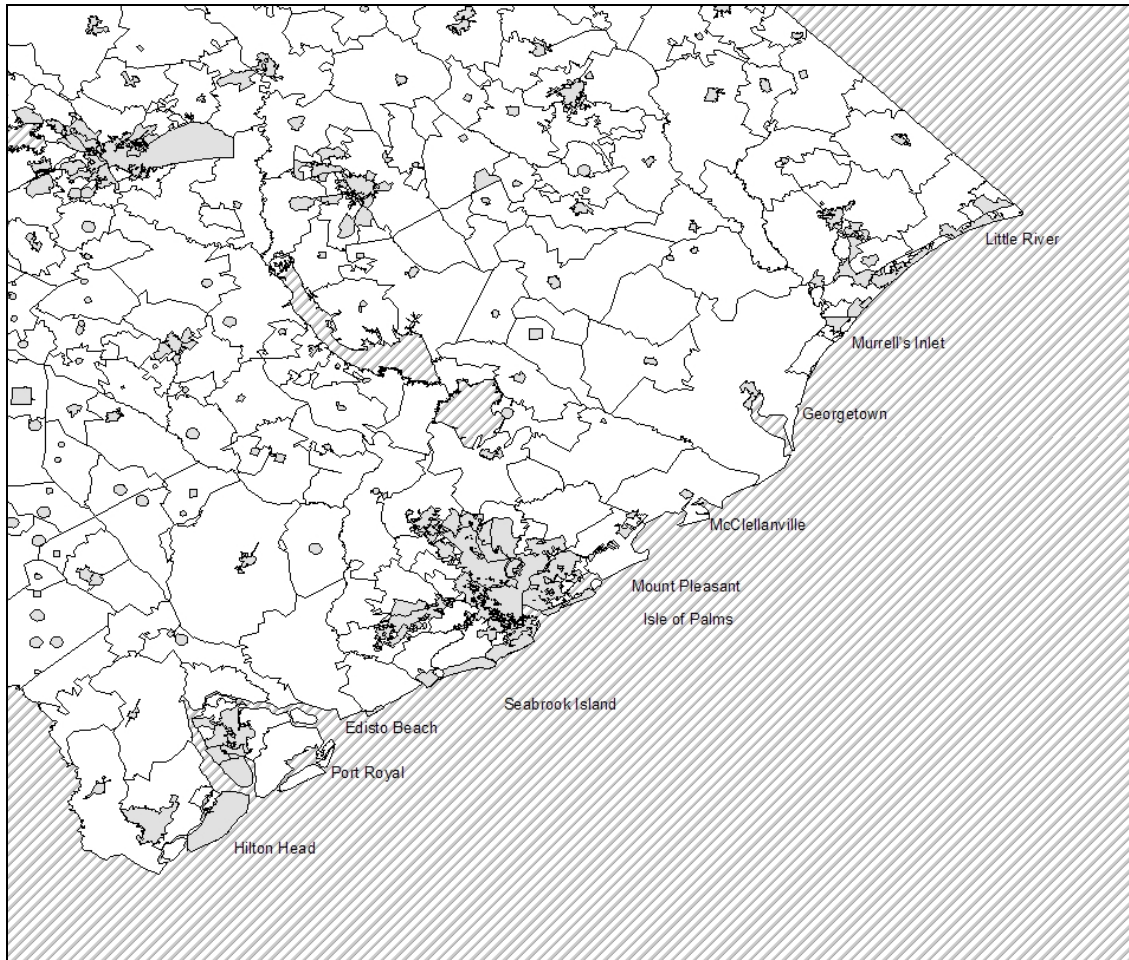 Little River
Murrell's Inlet
Georgetown
McClellanville
Mount Pleasant
Isle of Palms
Seabrook Island
Edisto Beach
Port Royal
Hilton Head